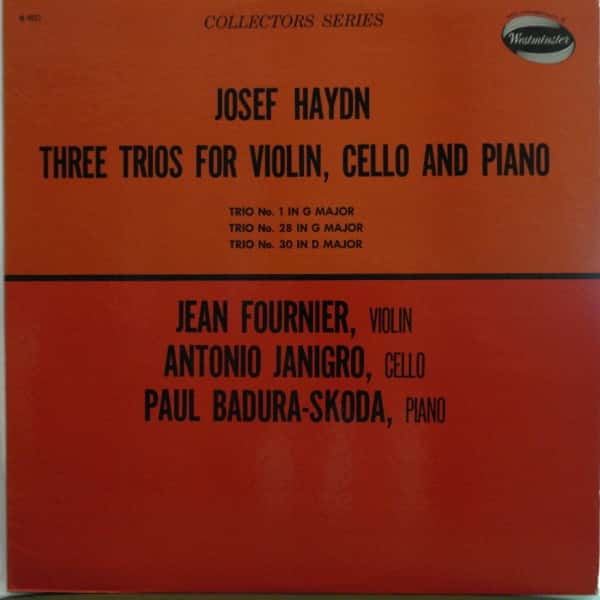 COLLECTORS SERIES
Westminster
JOSEF HAYDN
THREE TRIOS FOR VIOLIN, CELLO AND PIANO
TRIO No. 1 IN G MAJOR
TRIO No. 28 IN G MAJOR
TRIO No. 30 IN D MAJOR
JEAN FOURNIER, VIOLIN
ANTONIO JANIGRO, CELLO
PAUL BADURA-SKODA, PIANO